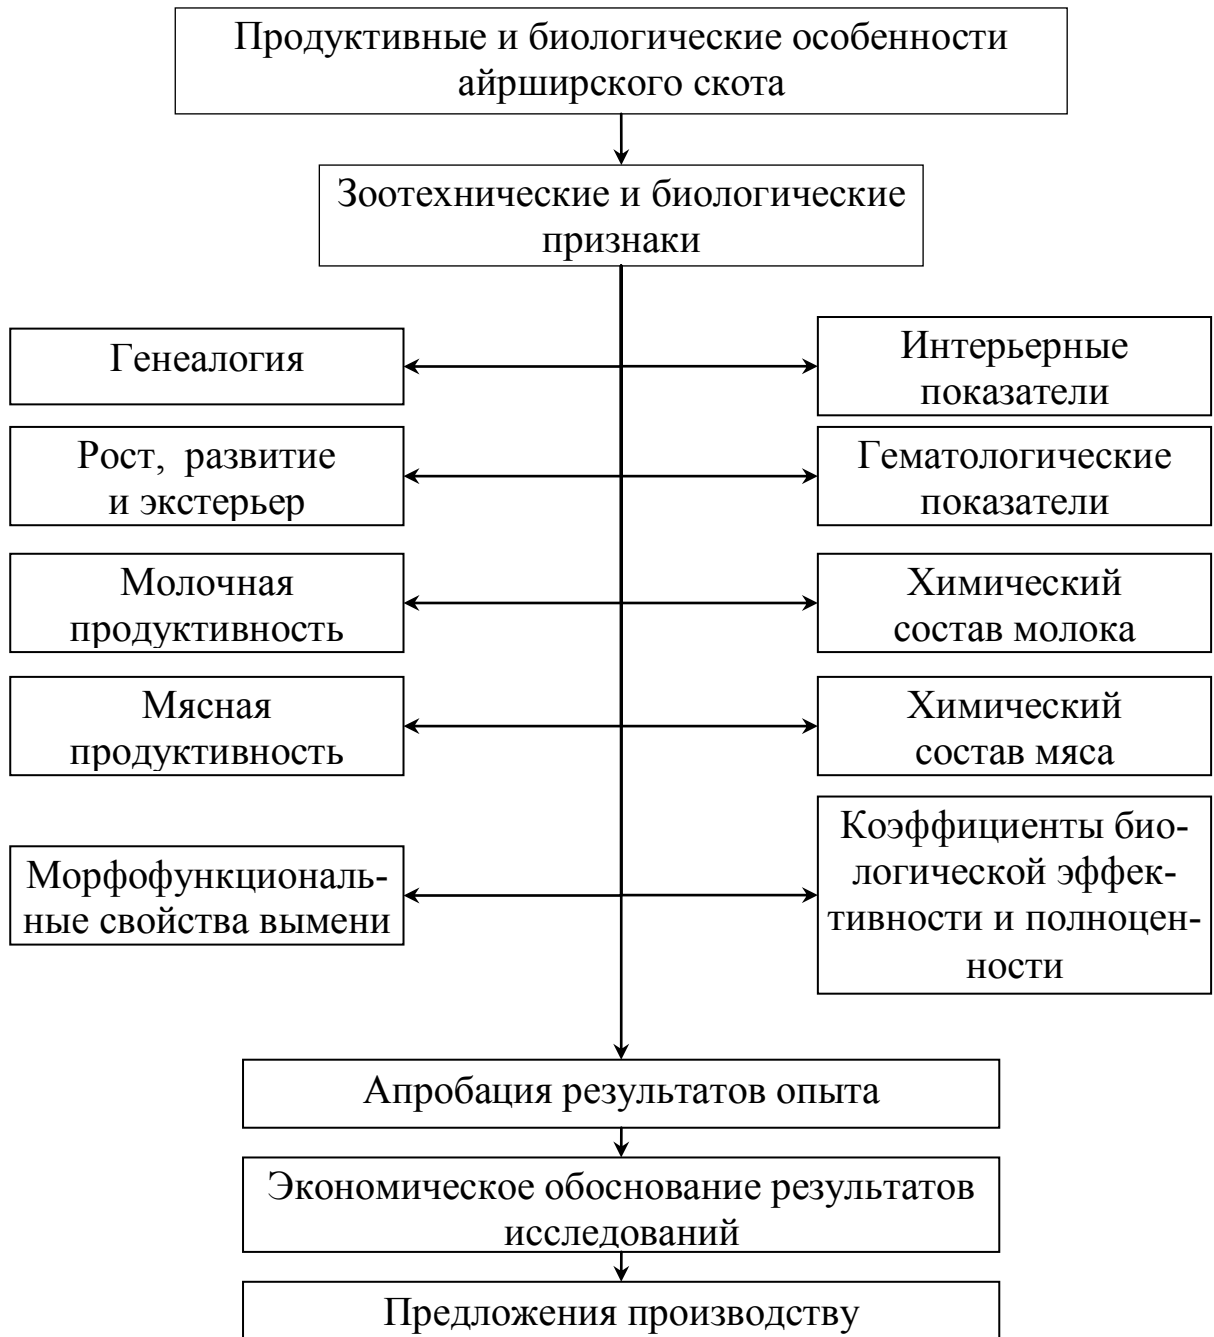 Продуктивные и биологические особенности
айрширского скота
Зоотехнические и биологические
признаки
Генеалогия
Интерьерные
показатели
Рост,  развитие
и экстерьер
Гематологические
показатели
Молочная
продуктивность
Химический
состав молока
Мясная
продуктивность
Химический
состав мяса
Морфофункциональ-
ные свойства вымени
Коэффициенты био-
логической эффек-
тивности и полноцен-
ности
Апробация результатов опыта
Экономическое обоснование результатов
исследований
Предложения производству